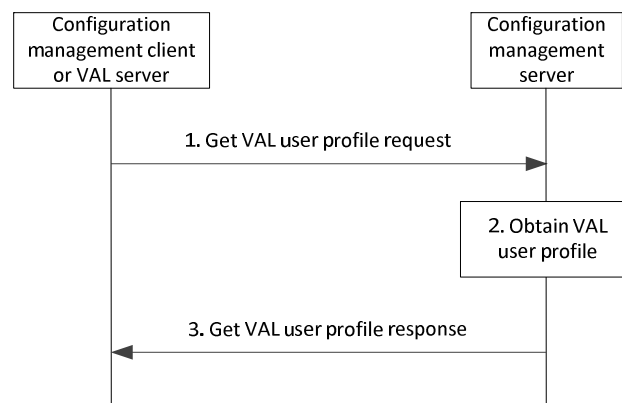 Configuration
management client
or VAL server
Configuration
management
server
1. Get VAL user profile request
2. Obtain VAL
user profile
3. Get VAL user profile response